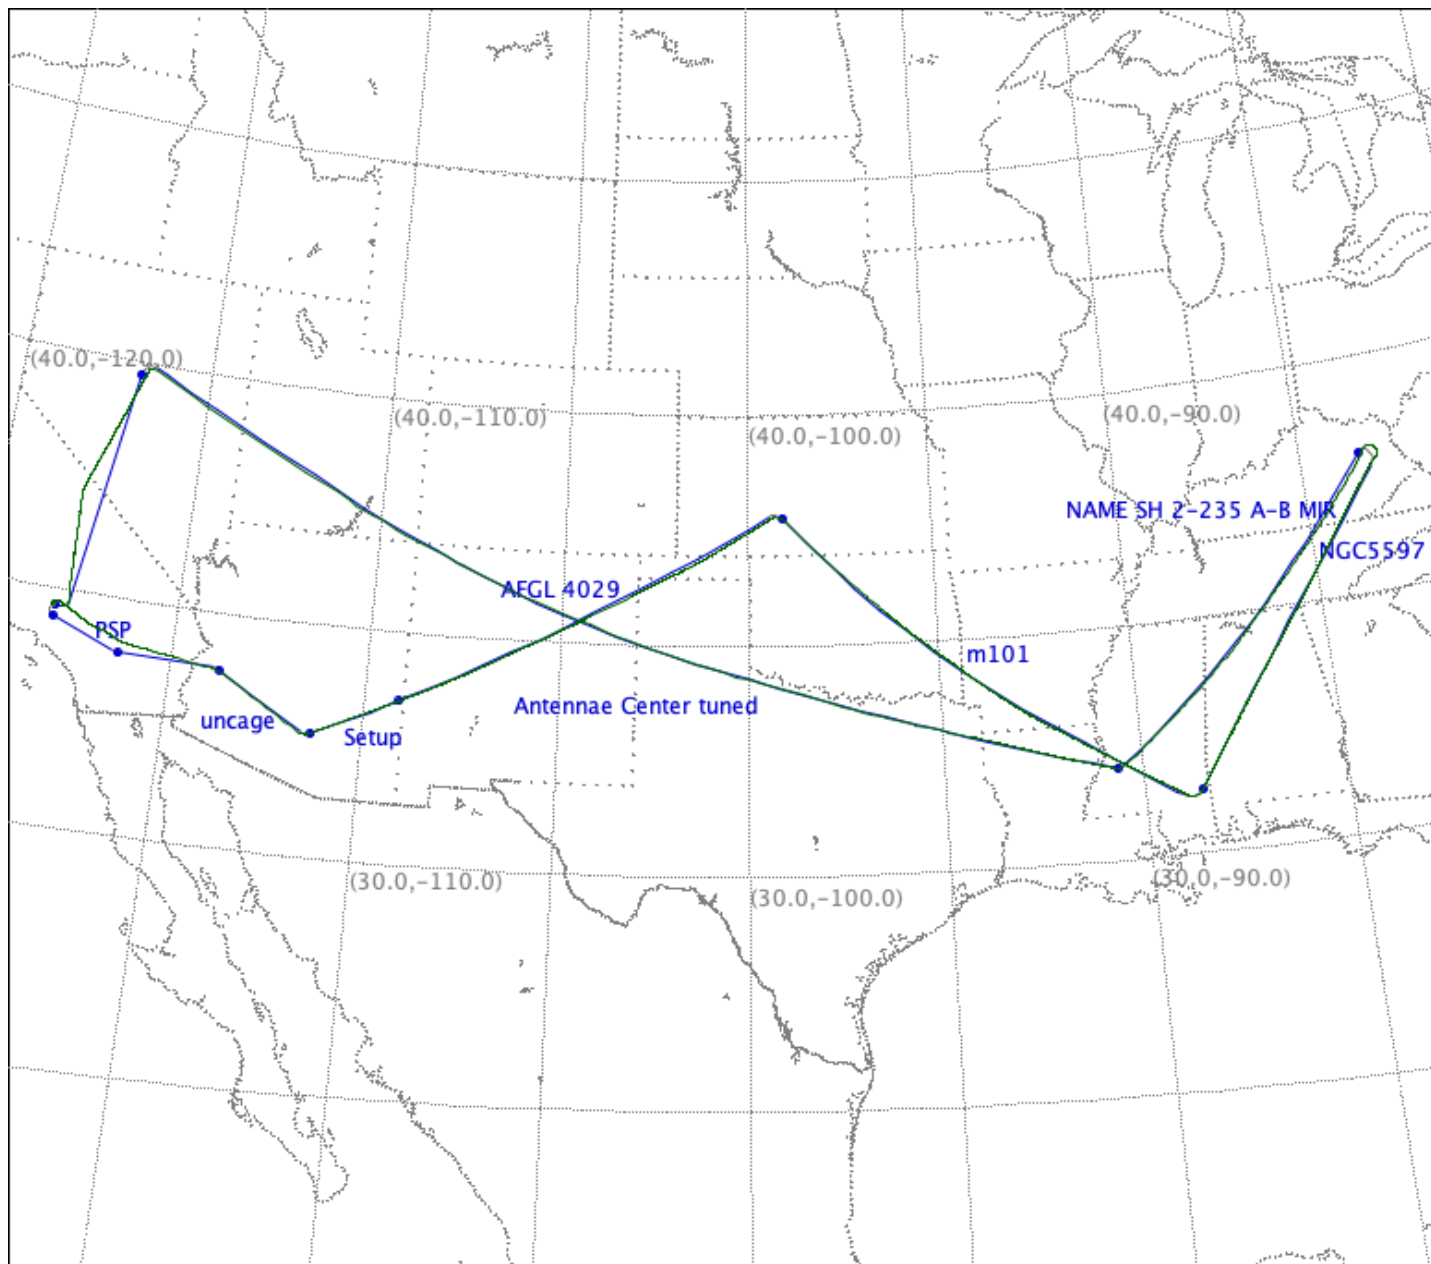 (40.0,-120.0)
(40.0,-110.0)
(40.0,-100.0)
(40.0,-90.0)
NAME SH 2-235 A-B MIR
NGC5597
AFGL 4029
PSP
m101
Antennae Center tuned
uncage
Setup
(30.0,-110.0)
(30.0,-100.0)
(30.0,-90.0)